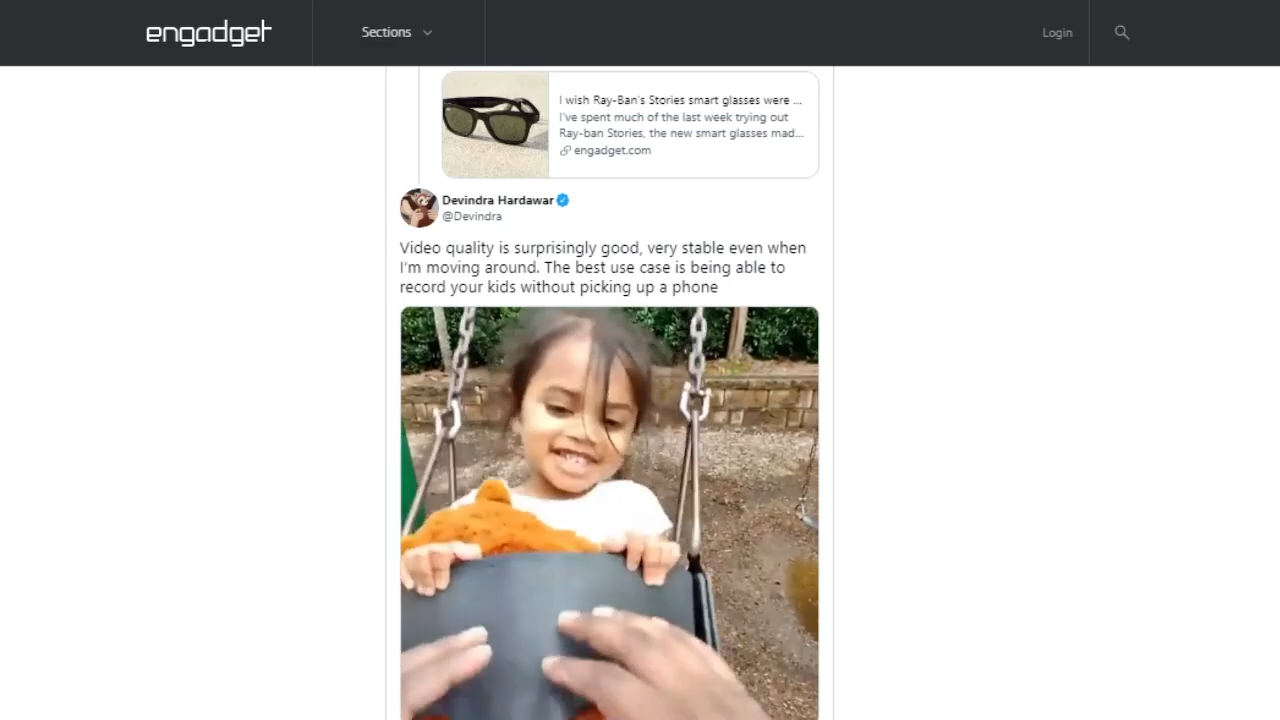 engadget
Sections
Login
I wish Ray-Ban's Stories smart glasses were ...
I've spent much of the last week trying out
Ray-ban Stories, the new smart glasses mad...
engadget.com
Devindra Hardawar
@Devindra
Video quality is surprisingly good, very stable even when
I'm moving around. The best use case is being able to
record your kids without picking up a phone